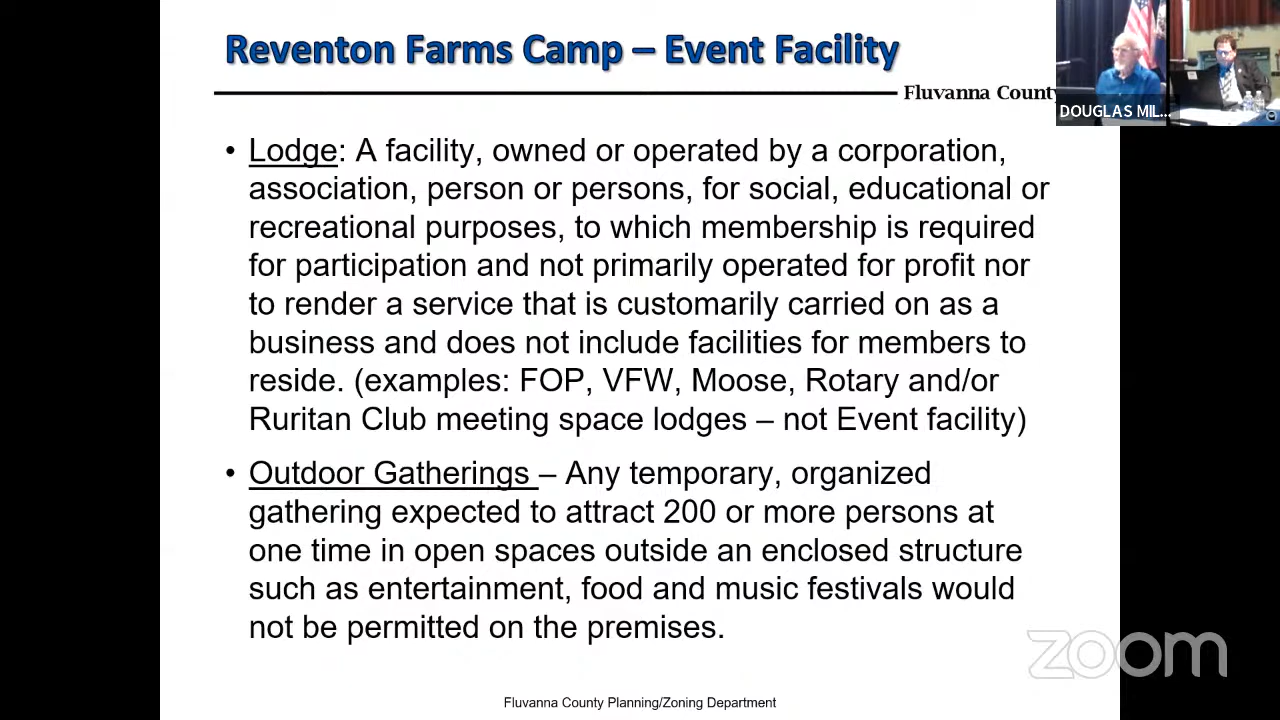 Reventon Farms Camp – Event Facility
Fluvanna County
DOUGLAS MIL...
• Lodge: A facility, owned or operated by a corporation,
association, person or persons, for social, educational or
recreational purposes, to which membership is required
for participation and not primarily operated for profit nor
to render a service that is customarily carried on as a
business and does not include facilities for members to
reside. (examples: FOP, VFW, Moose, Rotary and/or
Ruritan Club meeting space lodges – not Event facility)
• Outdoor Gatherings – Any temporary, organized
gathering expected to attract 200 or more persons at
one time in open spaces outside an enclosed structure
such as entertainment, food and music festivals would
not be permitted on the premises.
zoom
Fluvanna County Planning/Zoning Department